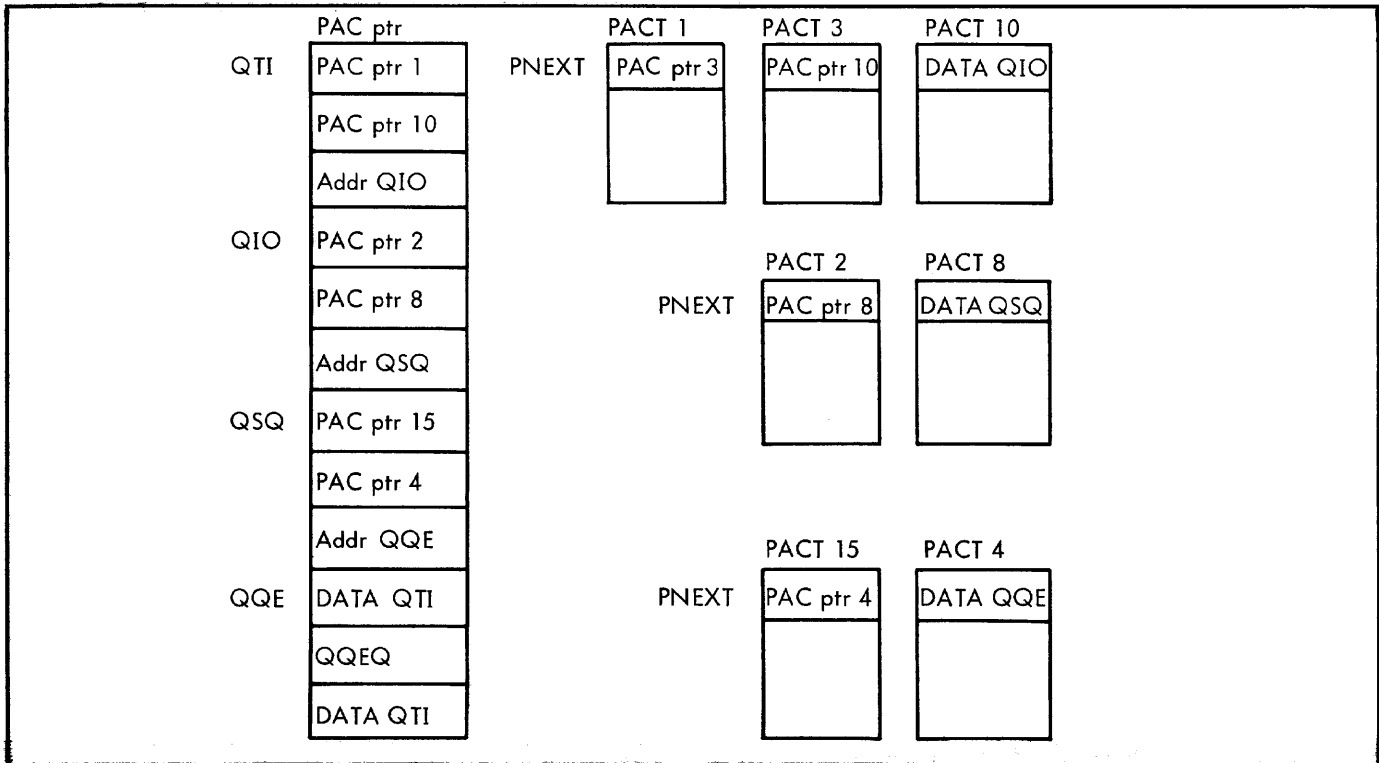 PAC ptr PACT 1 PACT 3 PACT 10
QTI PAC ptr 1 PNEXT PAC ptr 3 PAC ptr 10 DATA QIO
PAC ptr 10
Addr QIO
QIO PAC ptr 2
PACT 2 PACT 8
PAC ptr 8 PNEXT PAC ptr 8 DATA QSQ
Addr QSQ
QSQ PAC ptr 15
PAC ptr 4
Addr QQE
PACT 15 PACT 4
QQE DATA QTI PNEXT PAC ptr 4 DATA QQE
QQEQ
DATA QTI